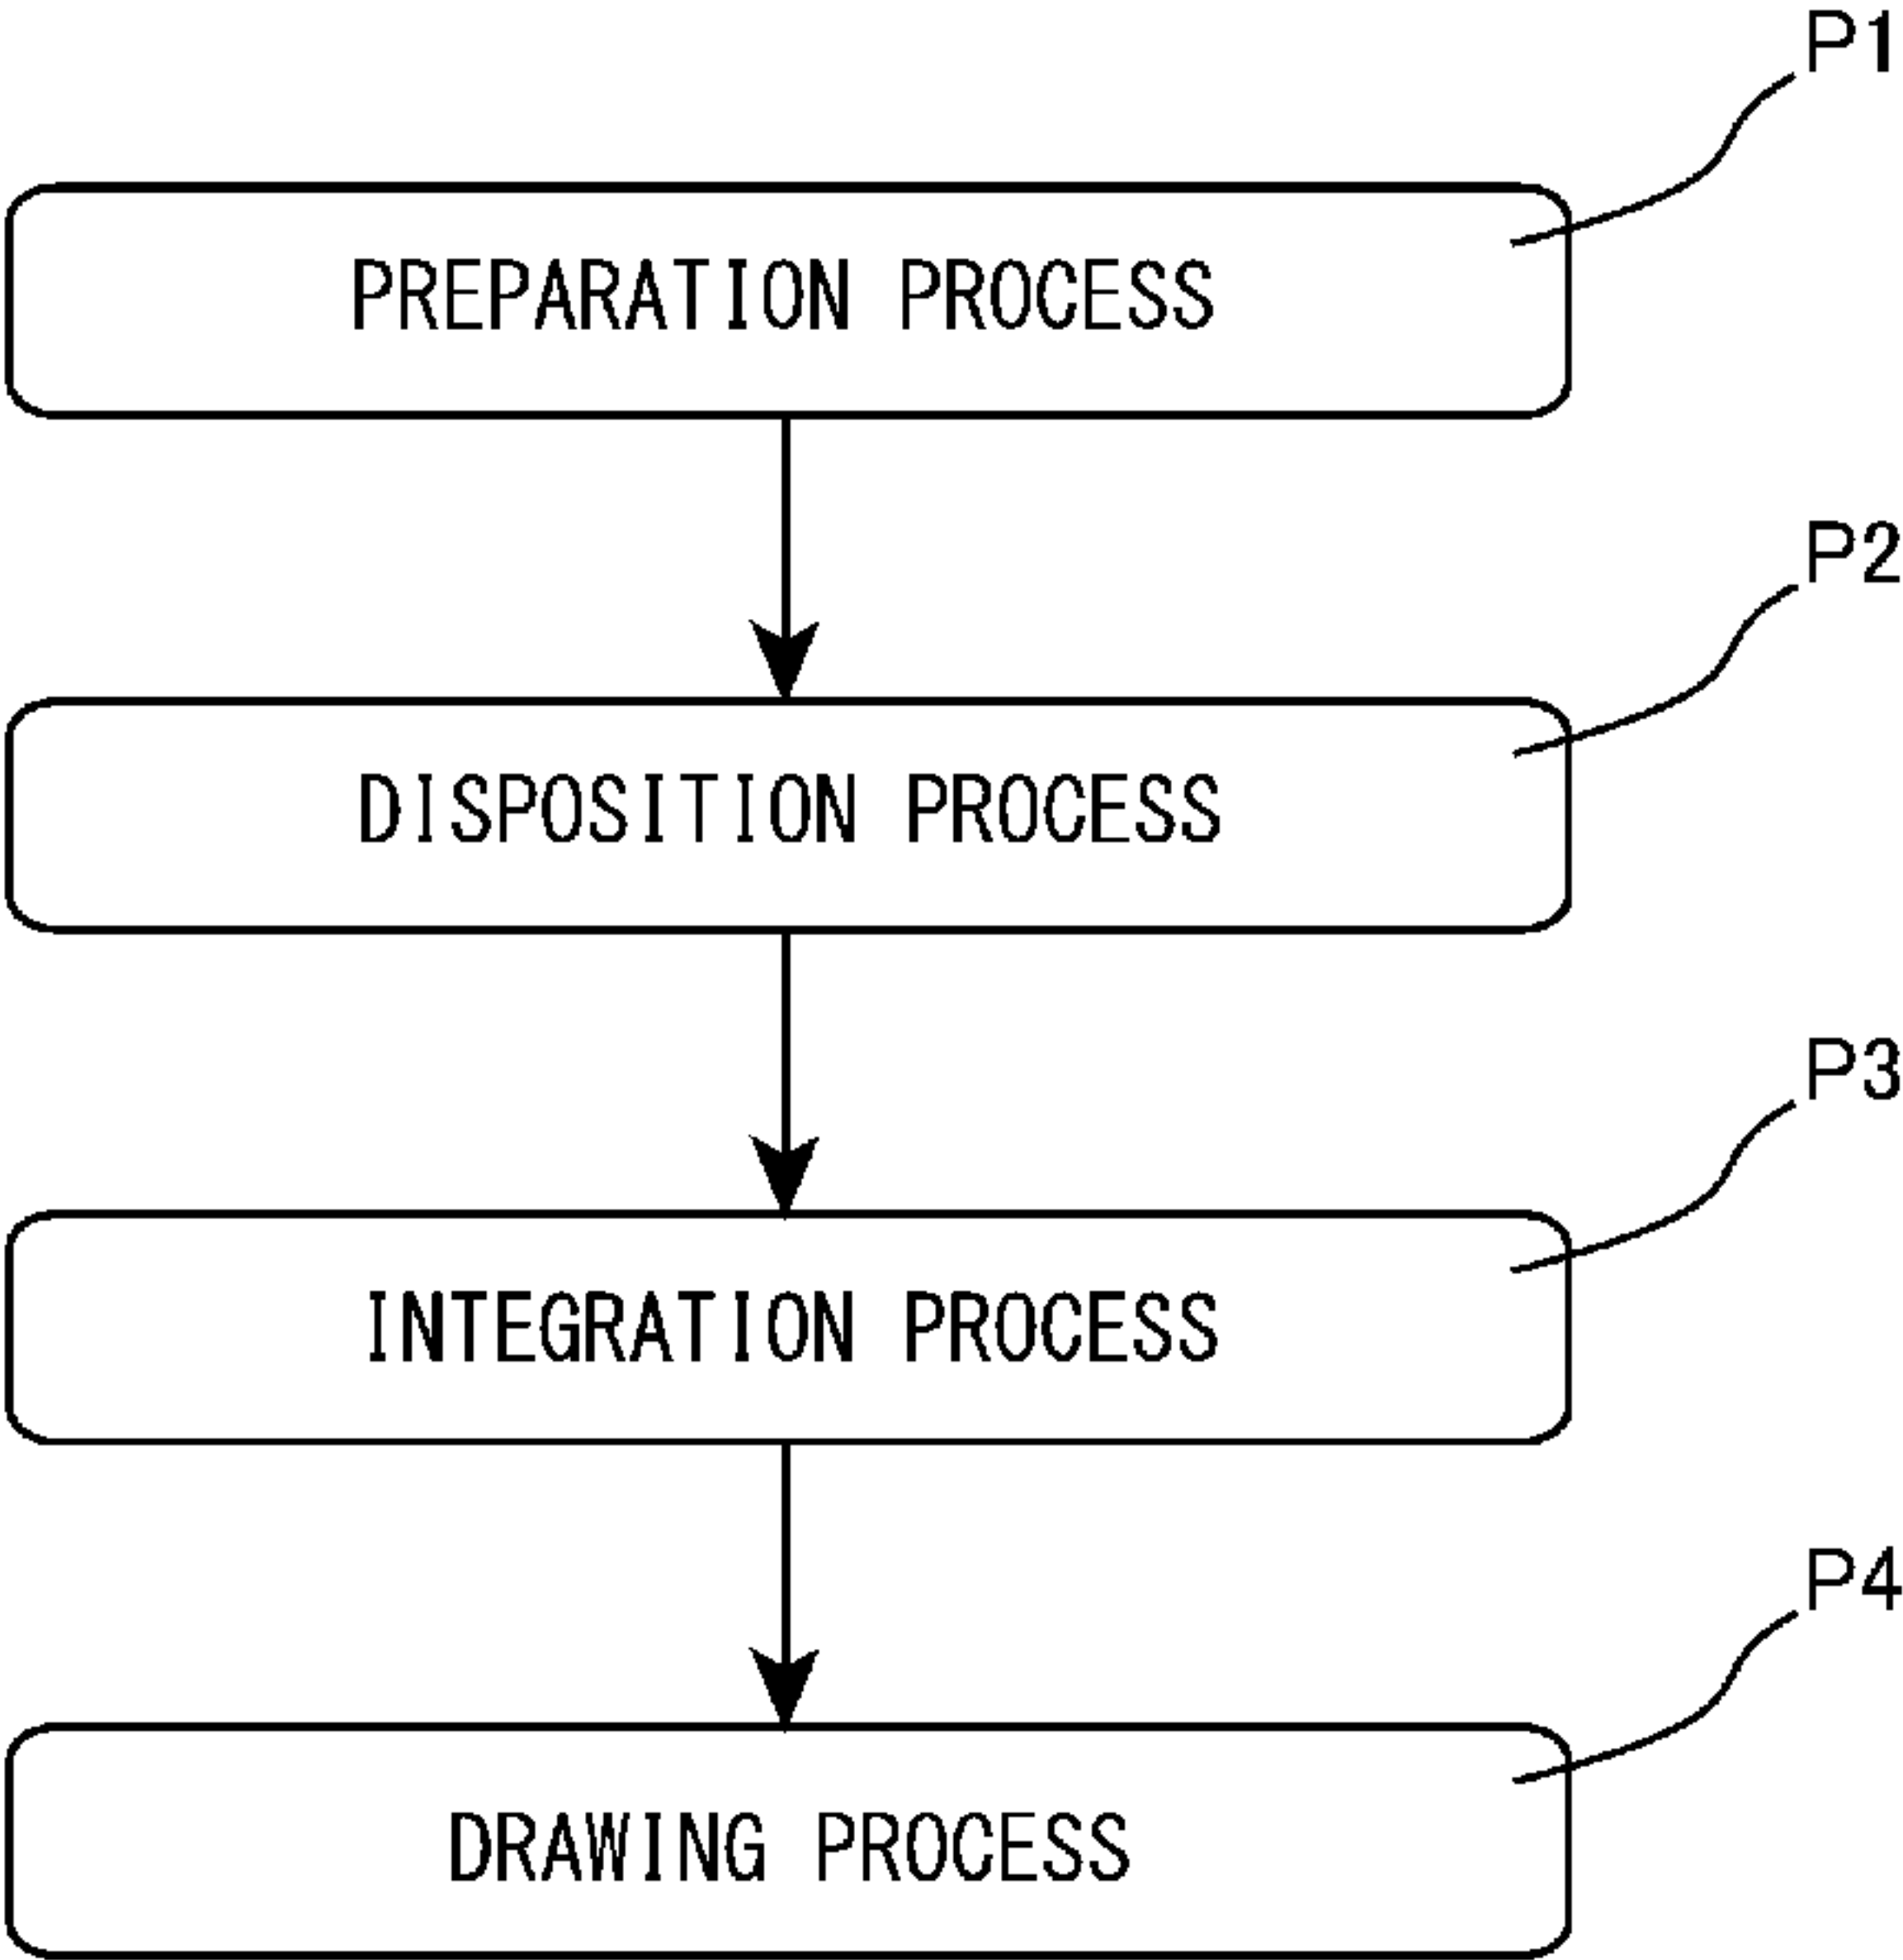 P1
PREPARATION PROCESS
P2
DISPOSITION PROCESS
P3
INTEGRATION PROCESS
P4
DRAWING PROCESS